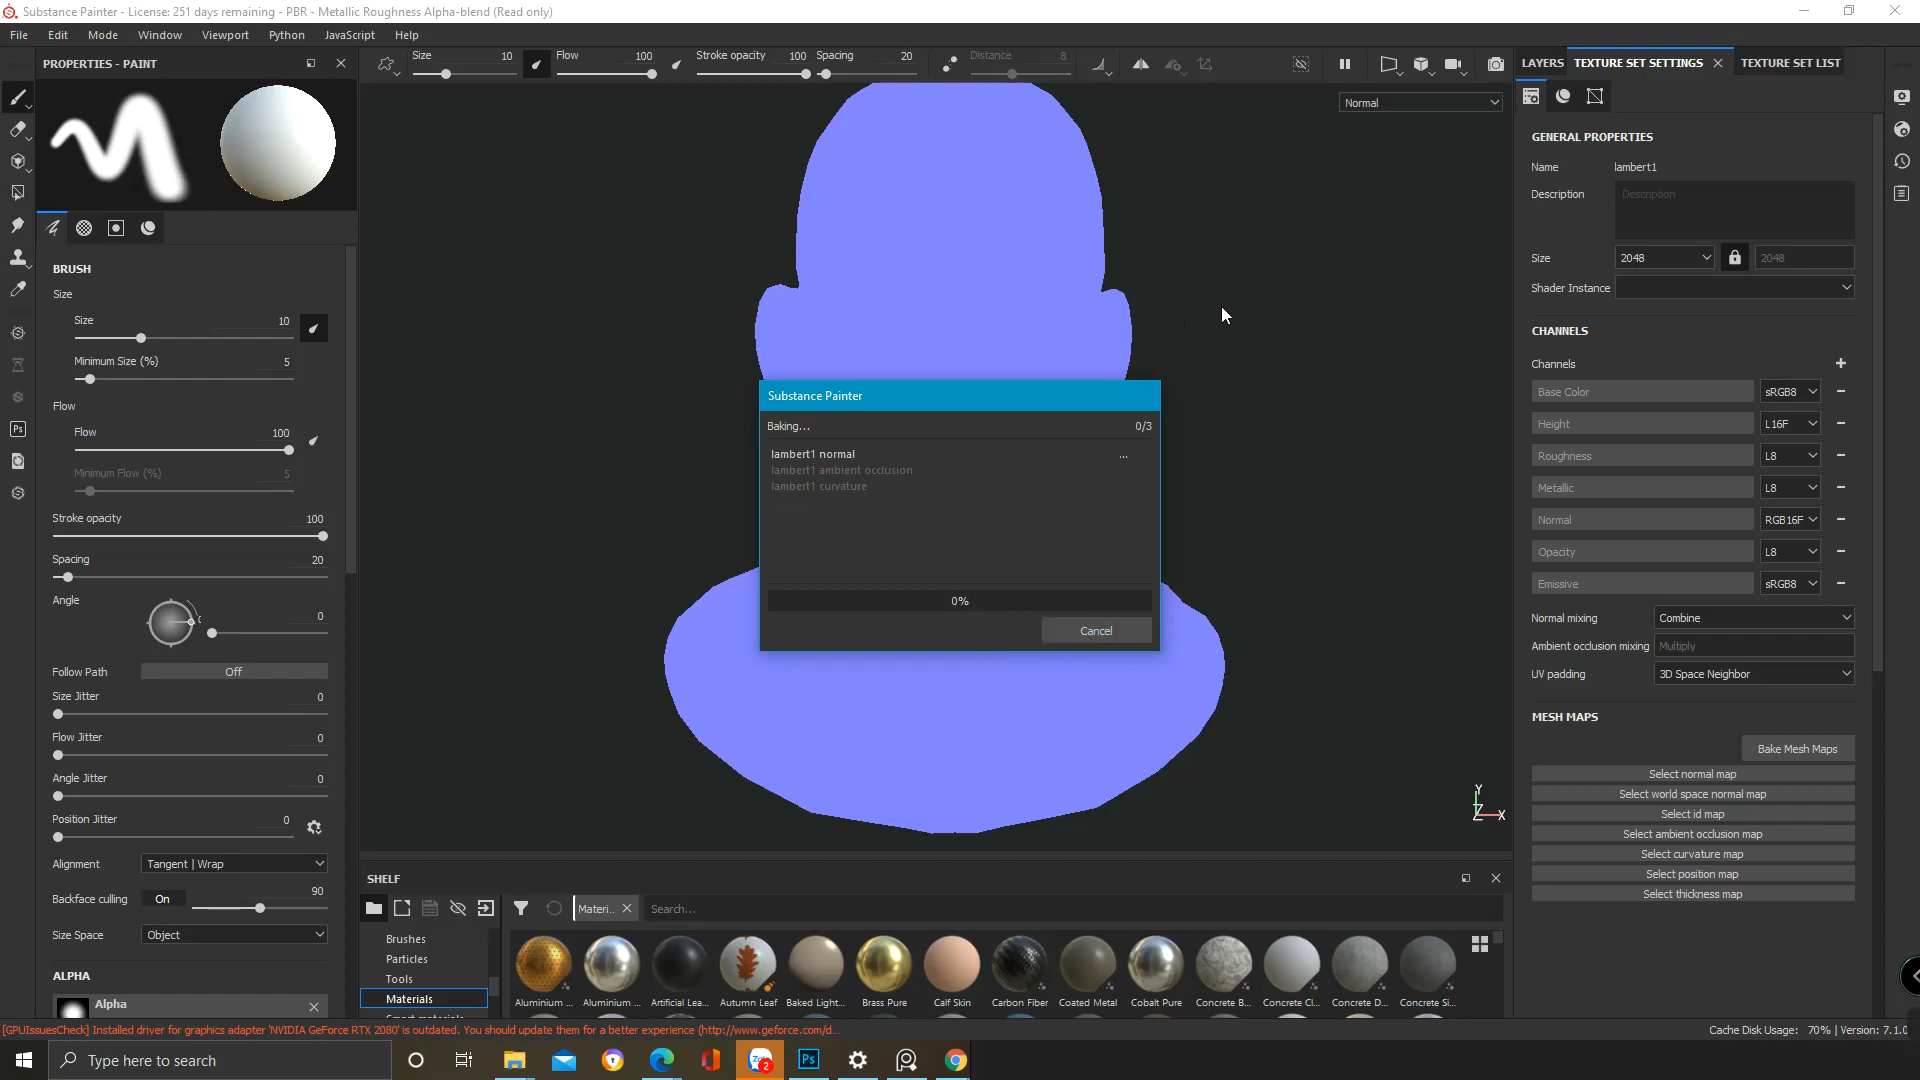 Substance Painter - License: 251 days remaining - PBR - Metallic Roughness Alpha-blend (Read only)
File Edit Mode Window Viewport Python JavaScript Help
PROPERTIES - PAINT
Size 10 Flow 100 Stroke opacity 100 Spacing 20 Distance 8
LAYERS TEXTURE SET SETTINGS TEXTURE SET LIST
Normal
BRUSH
Size
Size 10
Minimum Size (%) 5
Flow
Flow 100
Minimum Flow (%) 5
Stroke opacity 100
Spacing 20
Angle 0
Follow Path Off
Size Jitter 0
Flow Jitter 0
Angle Jitter 0
Position Jitter 0
Alignment Tangent | Wrap
Backface culling On 90
Size Space Object
ALPHA
Alpha
Substance Painter
Baking... 0/3
lambert1 normal ...
lambert1 ambient occlusion
lambert1 curvature
0%
Cancel
Y
Z X
GENERAL PROPERTIES
Name lambert1
Description Description
Size 2048 2048
Shader Instance
CHANNELS
Channels
Base Color sRGB8
Height L16F
Roughness L8
Metallic L8
Normal RGB16F
Opacity L8
Emissive sRGB8
Normal mixing Combine
Ambient occlusion mixing Multiply
UV padding 3D Space Neighbor
MESH MAPS
Bake Mesh Maps
Select normal map
Select world space normal map
Select id map
Select ambient occlusion map
Select curvature map
Select position map
Select thickness map
SHELF
Materi.. Search...
Brushes
Particles
Tools
Materials
Smart materials
Aluminium ... Aluminium ... Artificial Lea... Autumn Leaf Baked Light... Brass Pure Calf Skin Carbon Fiber Coated Metal Cobalt Pure Concrete B... Concrete Cl... Concrete D... Concrete Si...
[GPUIssuesCheck] Installed driver for graphics adapter 'NVIDIA GeForce RTX 2080' is outdated. You should update them for a better experience (http://www.geforce.com/d...
Cache Disk Usage: 70% | Version: 7.1.0
Type here to search
Ps
Ps
2